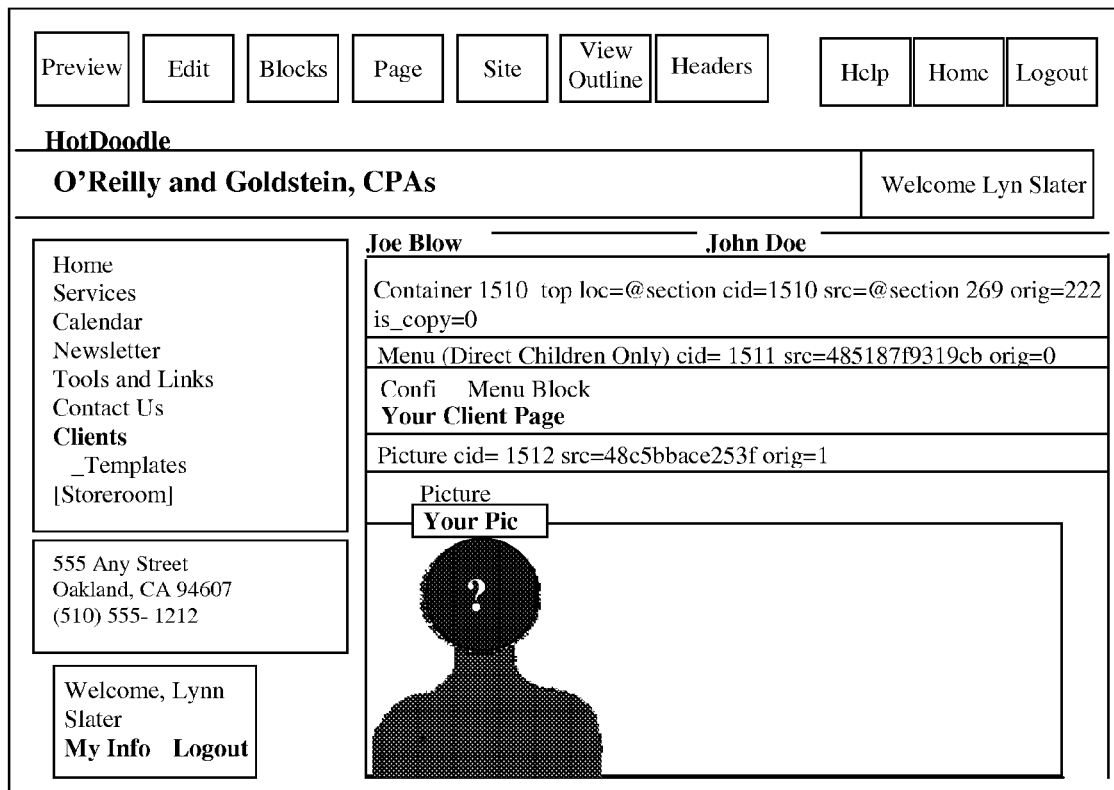 Preview Edit Blocks Page Site View Outline Headers Help Home Logout
HotDoodle
O'Reilly and Goldstein, CPAs
Welcome Lyn Slater
Home
Services
Calendar
Newsletter
Tools and Links
Contact Us
Clients
_Templates
[Storeroom]
555 Any Street
Oakland, CA 94607
(510) 555- 1212
Welcome, Lynn
Slater
My Info Logout
Joe Blow John Doe
Container 1510 top loc=@section cid=1510 src=@section 269 orig=222
is_copy=0
Menu (Direct Children Only) cid= 1511 src=485187f9319cb orig=0
Confi Menu Block
Your Client Page
Picture cid= 1512 src=48c5bbace253f orig=1
Picture
Your Pic
?